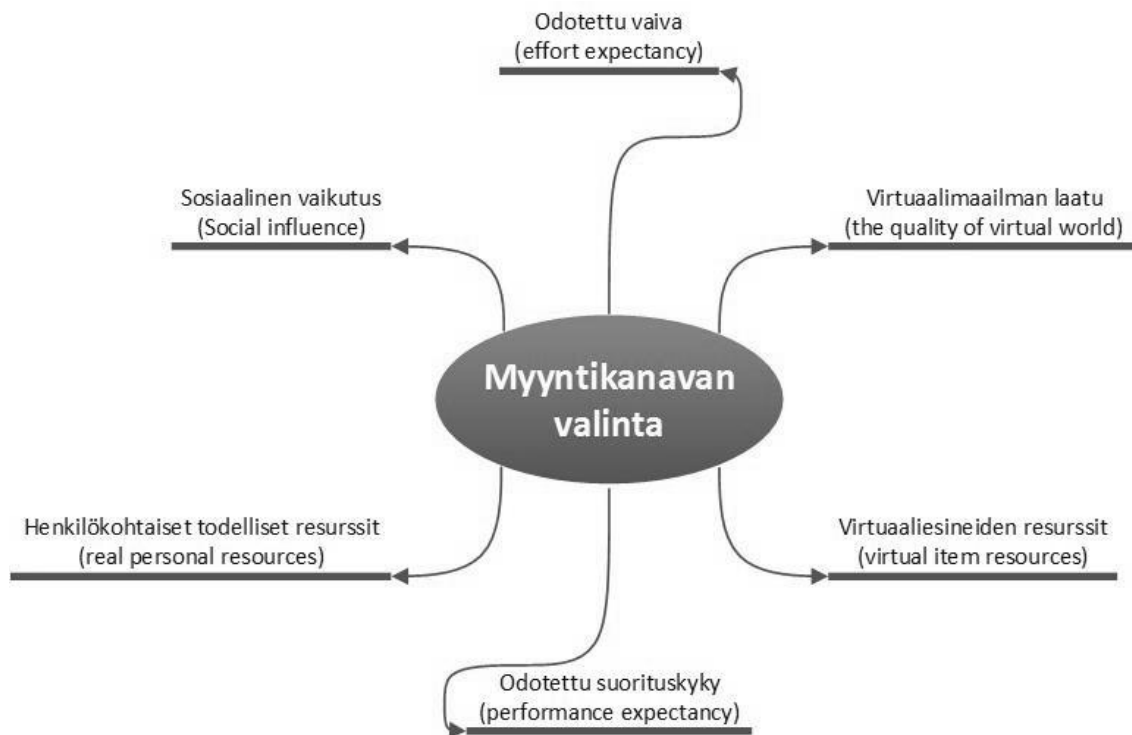 Odotettu vaiva
(effort expectancy)
Sosiaalinen vaikutus
(Social influence)
Virtuaalimaailman laatu
(the quality of virtual world)
Myyntikanavan
valinta
Henkilökohtaiset todelliset resurssit
(real personal resources)
Virtuaaliesineiden resurssit
(virtual item resources)
Odotettu suorituskyky
(performance expectancy)